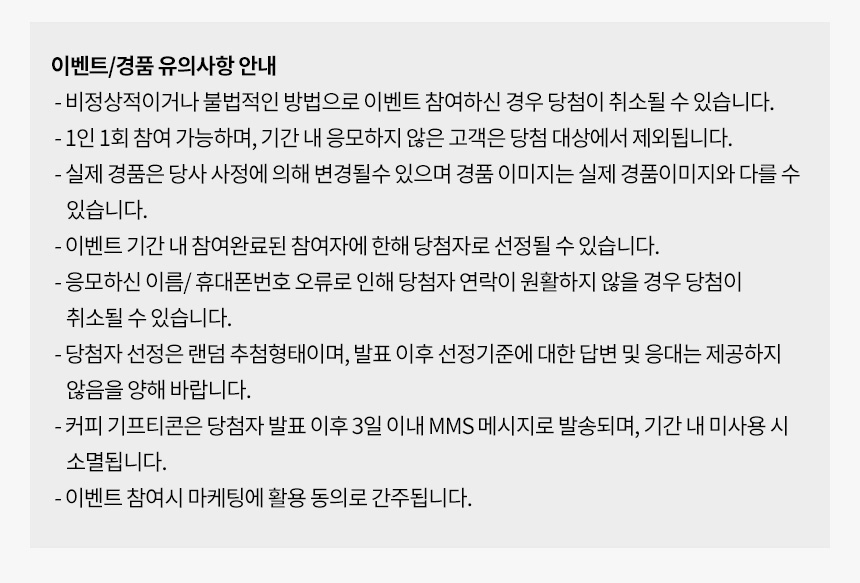 이벤트/경품 유의사항 안내
- 비정상적이거나 불법적인 방법으로 이벤트 참여하신 경우 당첨이 취소될 수 있습니다.
- 1인 1회 참여 가능하며, 기간 내 응모하지 않은 고객은 당첨 대상에서 제외됩니다.
- 실제 경품은 당사 사정에 의해 변경될수 있으며 경품 이미지는 실제 경품이미지와 다를 수
있습니다.
- 이벤트 기간 내 참여완료된 참여자에 한해 당첨자로 선정될 수 있습니다.
- 응모하신 이름/ 휴대폰번호 오류로 인해 당첨자 연락이 원활하지 않을 경우 당첨이
취소될 수 있습니다.
- 당첨자 선정은 랜덤 추첨형태이며, 발표 이후 선정기준에 대한 답변 및 응대는 제공하지
않음을 양해 바랍니다.
- 커피 기프티콘은 당첨자 발표 이후 3일 이내 MMS 메시지로 발송되며, 기간 내 미사용 시
소멸됩니다.
- 이벤트 참여시 마케팅에 활용 동의로 간주됩니다.